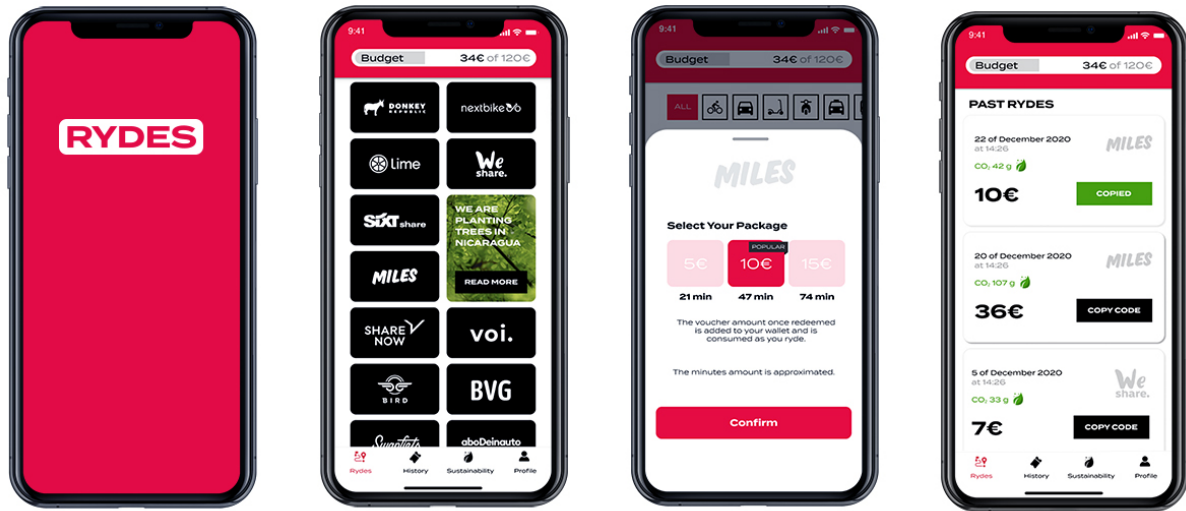 RYDES
9:41
Budget 34€ of 120€
DONKEY
REPUBLIC
nextbike
Lime
We
share.
SIXT share
WE ARE
PLANTING
TREES IN
NICARAGUA
READ MORE
MILES
SHARE
NOW
voi.
BIRD
BVG
Swapfiets
aboDeinauto
Rydes History Sustainability Profile
9:41
Budget 34€ of 120€
ALL
MILES
Select Your Package
POPULAR
5€ 10€ 15€
21 min 47 min 74 min
The voucher amount once redeemed
is added to your wallet and is
consumed as you ryde.
The minutes amount is approximated.
Confirm
9:41
Budget 34€ of 120€
PAST RYDES
22 of December 2020
at 14:26
MILES
CO₂ 42 g
10€
COPIED
20 of December 2020
at 14:26
MILES
CO₂ 107 g
36€
COPY CODE
5 of December 2020
at 14:26
We
share.
CO₂ 33 g
7€
COPY CODE
Rydes History Sustainability Profile